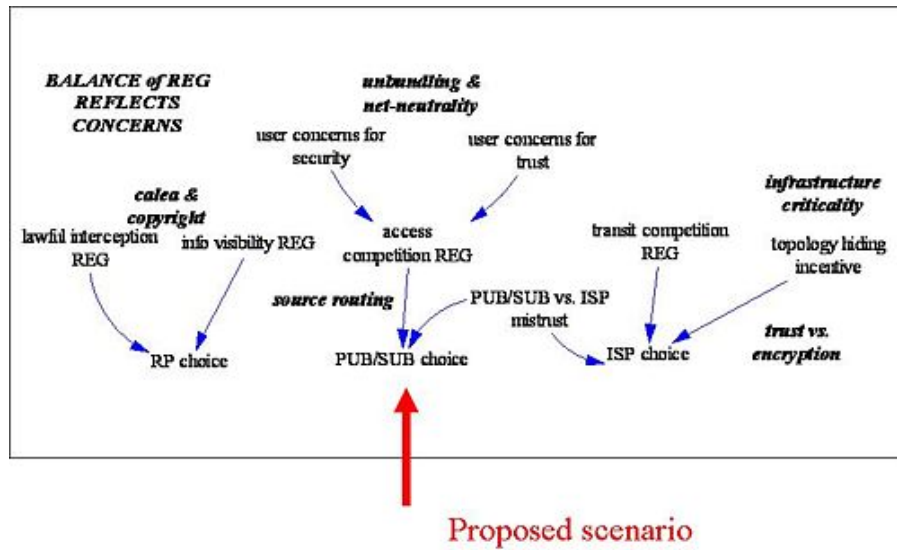 BALANCE of REG
REFLECTS
CONCERNS
unbundling &
net-neutrality
user concerns for
security
user concerns for
trust
calea &
copyright
infrastructure
criticality
lawful interception
REG
info visibility REG
access
competition REG
transit competition
REG
topology hiding
incentive
source routing
PUB/SUB vs. ISP
mistrust
RP choice
PUB/SUB choice
ISP choice
trust vs.
encryption
Proposed scenario